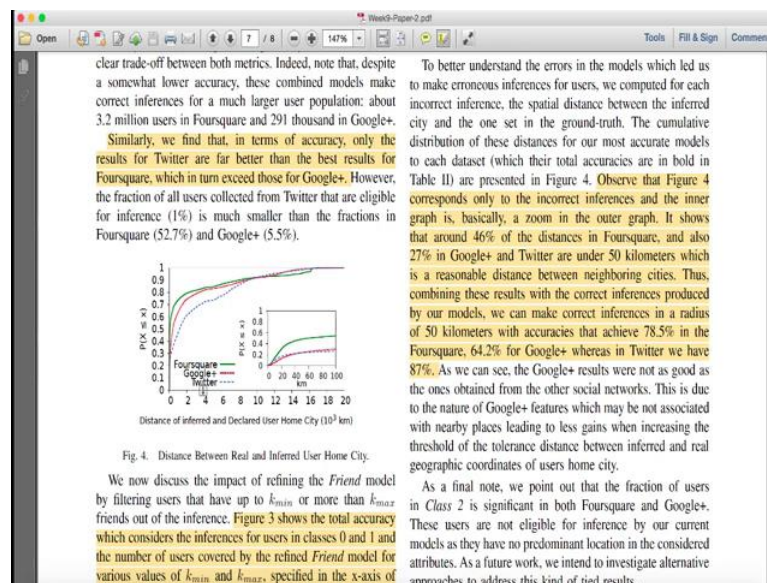 Week9-Paper-2.pdf
Open
7 / 8
147%
Tools Fill & Sign Commen
clear trade-off between both metrics. Indeed, note that, despite
a somewhat lower accuracy, these combined models make
correct inferences for a much larger user population: about
3.2 million users in Foursquare and 291 thousand in Google+.
Similarly, we find that, in terms of accuracy, only the
results for Twitter are far better than the best results for
Foursquare, which in turn exceed those for Google+. However,
the fraction of all users collected from Twitter that are eligible
for inference (1%) is much smaller than the fractions in
Foursquare (52.7%) and Google+ (5.5%).
P(X ≤ x)
1
0.9
0.8
0.7
0.6
0.5
0.4
0.3
0.2
0.1
0 2 4 6 8 10 12 14 16 18 20
Foursquare
Google+
Twitter
P(X ≤ x)
1
0.8
0.6
0.4
0.2
0
0 20 40 60 80 100
km
Distance of inferred and Declared User Home City (10³ km)
Fig. 4. Distance Between Real and Inferred User Home City.
We now discuss the impact of refining the Friend model
by filtering users that have up to kmin or more than kmax
friends out of the inference. Figure 3 shows the total accuracy
which considers the inferences for users in classes 0 and 1 and
the number of users covered by the refined Friend model for
various values of kmin and kmax, specified in the x-axis of
To better understand the errors in the models which led us
to make erroneous inferences for users, we computed for each
incorrect inference, the spatial distance between the inferred
city and the one set in the ground-truth. The cumulative
distribution of these distances for our most accurate models
to each dataset (which their total accuracies are in bold in
Table II) are presented in Figure 4. Observe that Figure 4
corresponds only to the incorrect inferences and the inner
graph is, basically, a zoom in the outer graph. It shows
that around 46% of the distances in Foursquare, and also
27% in Google+ and Twitter are under 50 kilometers which
is a reasonable distance between neighboring cities. Thus,
combining these results with the correct inferences produced
by our models, we can make correct inferences in a radius
of 50 kilometers with accuracies that achieve 78.5% in the
Foursquare, 64.2% for Google+ whereas in Twitter we have
87%. As we can see, the Google+ results were not as good as
the ones obtained from the other social networks. This is due
to the nature of Google+ features which may be not associated
with nearby places leading to less gains when increasing the
threshold of the tolerance distance between inferred and real
geographic coordinates of users home city.
As a final note, we point out that the fraction of users
in Class 2 is significant in both Foursquare and Google+.
These users are not eligible for inference by our current
models as they have no predominant location in the considered
attributes. As a future work, we intend to investigate alternative
approaches to address this kind of tied results.